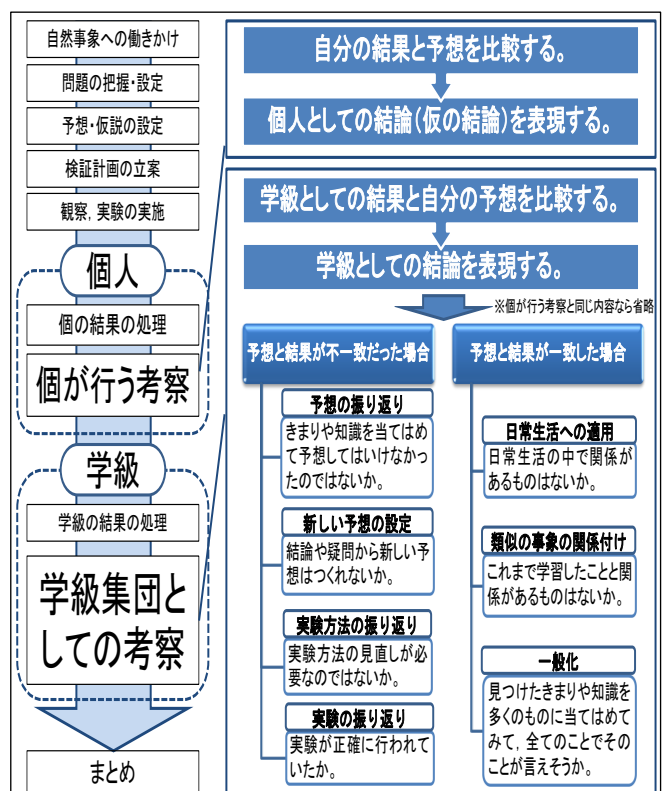 自然事象への働きかけ
問題の把握・設定
予想・仮説の設定
検証計画の立案
観察，実験の実施
個人
個の結果の処理
個が行う考察
学級
学級の結果の処理
学級集団と
しての考察
まとめ
自分の結果と予想を比較する。
個人としての結論（仮の結論）を表現する。
学級としての結果と自分の予想を比較する。
学級としての結論を表現する。
※個が行う考察と同じ内容なら省略
予想と結果が不一致だった場合
予想の振り返り
きまりや知識を当てはめ
て予想してはいけなかっ
たのではないか。
新しい予想の設定
結論や疑問から新しい予
想はつくれないか。
実験方法の振り返り
実験方法の見直しが必
要なのではないか。
実験の振り返り
実験が正確に行われて
いたか。
予想と結果が一致した場合
日常生活への適用
日常生活の中で関係が
あるものはないか。
類似の事象の関係付け
これまで学習したことと関
係があるものはないか。
一般化
見つけたきまりや知識を
多くのものに当てはめて
みて，全てのことでその
ことが言えそうか。